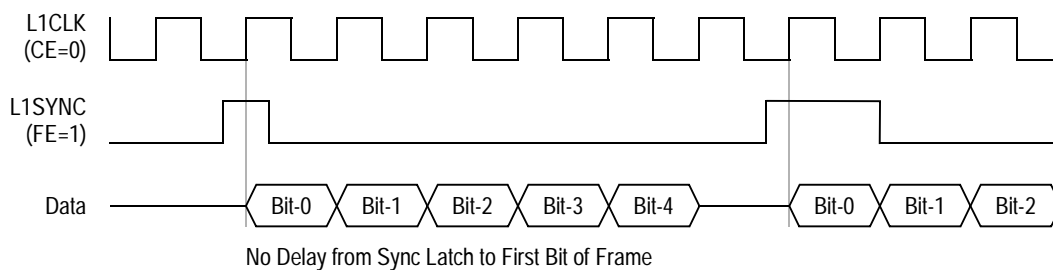 L1CLK
(CE=0)
L1SYNC
(FE=1)
Data
Bit-0 Bit-1 Bit-2 Bit-3 Bit-4 Bit-0 Bit-1 Bit-2
No Delay from Sync Latch to First Bit of Frame